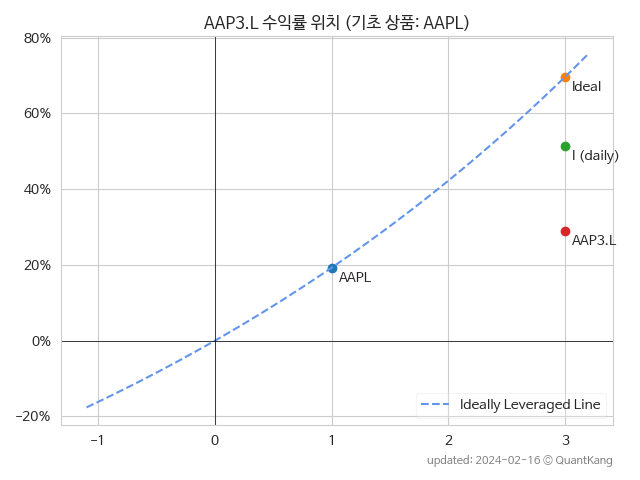 AAP3.L 수익률 위치 (기초 상품: AAPL)
80%
60%
40%
20%
0%
−20%
Ideal
I (daily)
AAP3.L
AAPL
Ideally Leveraged Line
−1
0
1
2
3
updated: 2024-02-16 © QuantKang